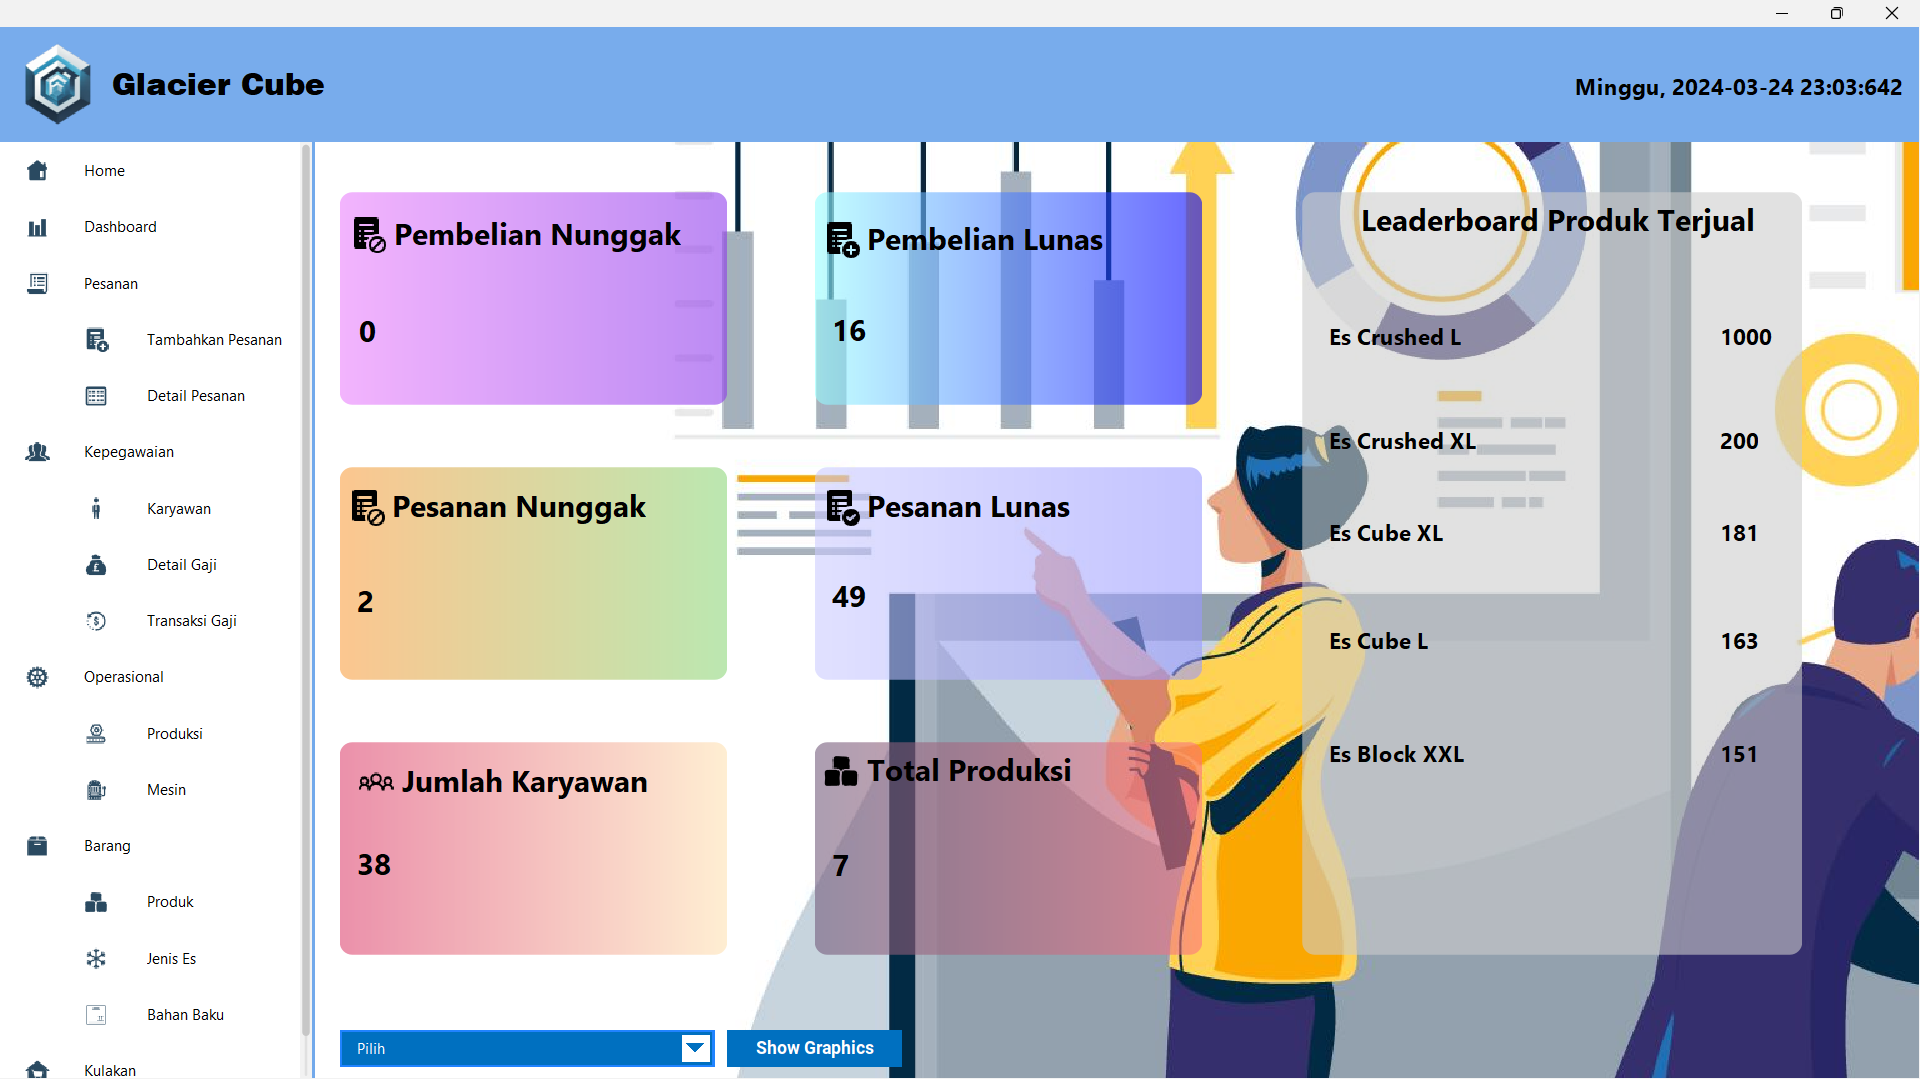 Glacier Cube
Minggu, 2024-03-24 23:03:642
Home
Dashboard
Pesanan
Tambahkan Pesanan
Detail Pesanan
Kepegawaian
Karyawan
Detail Gaji
Transaksi Gaji
Operasional
Produksi
Mesin
Barang
Produk
Jenis Es
Bahan Baku
Kulakan
Pembelian Nunggak
0
Pembelian Lunas
16
Pesanan Nunggak
2
Pesanan Lunas
49
Jumlah Karyawan
38
Total Produksi
7
Leaderboard Produk Terjual
Es Crushed L 1000
Es Crushed XL 200
Es Cube XL 181
Es Cube L 163
Es Block XXL 151
Pilih
Show Graphics